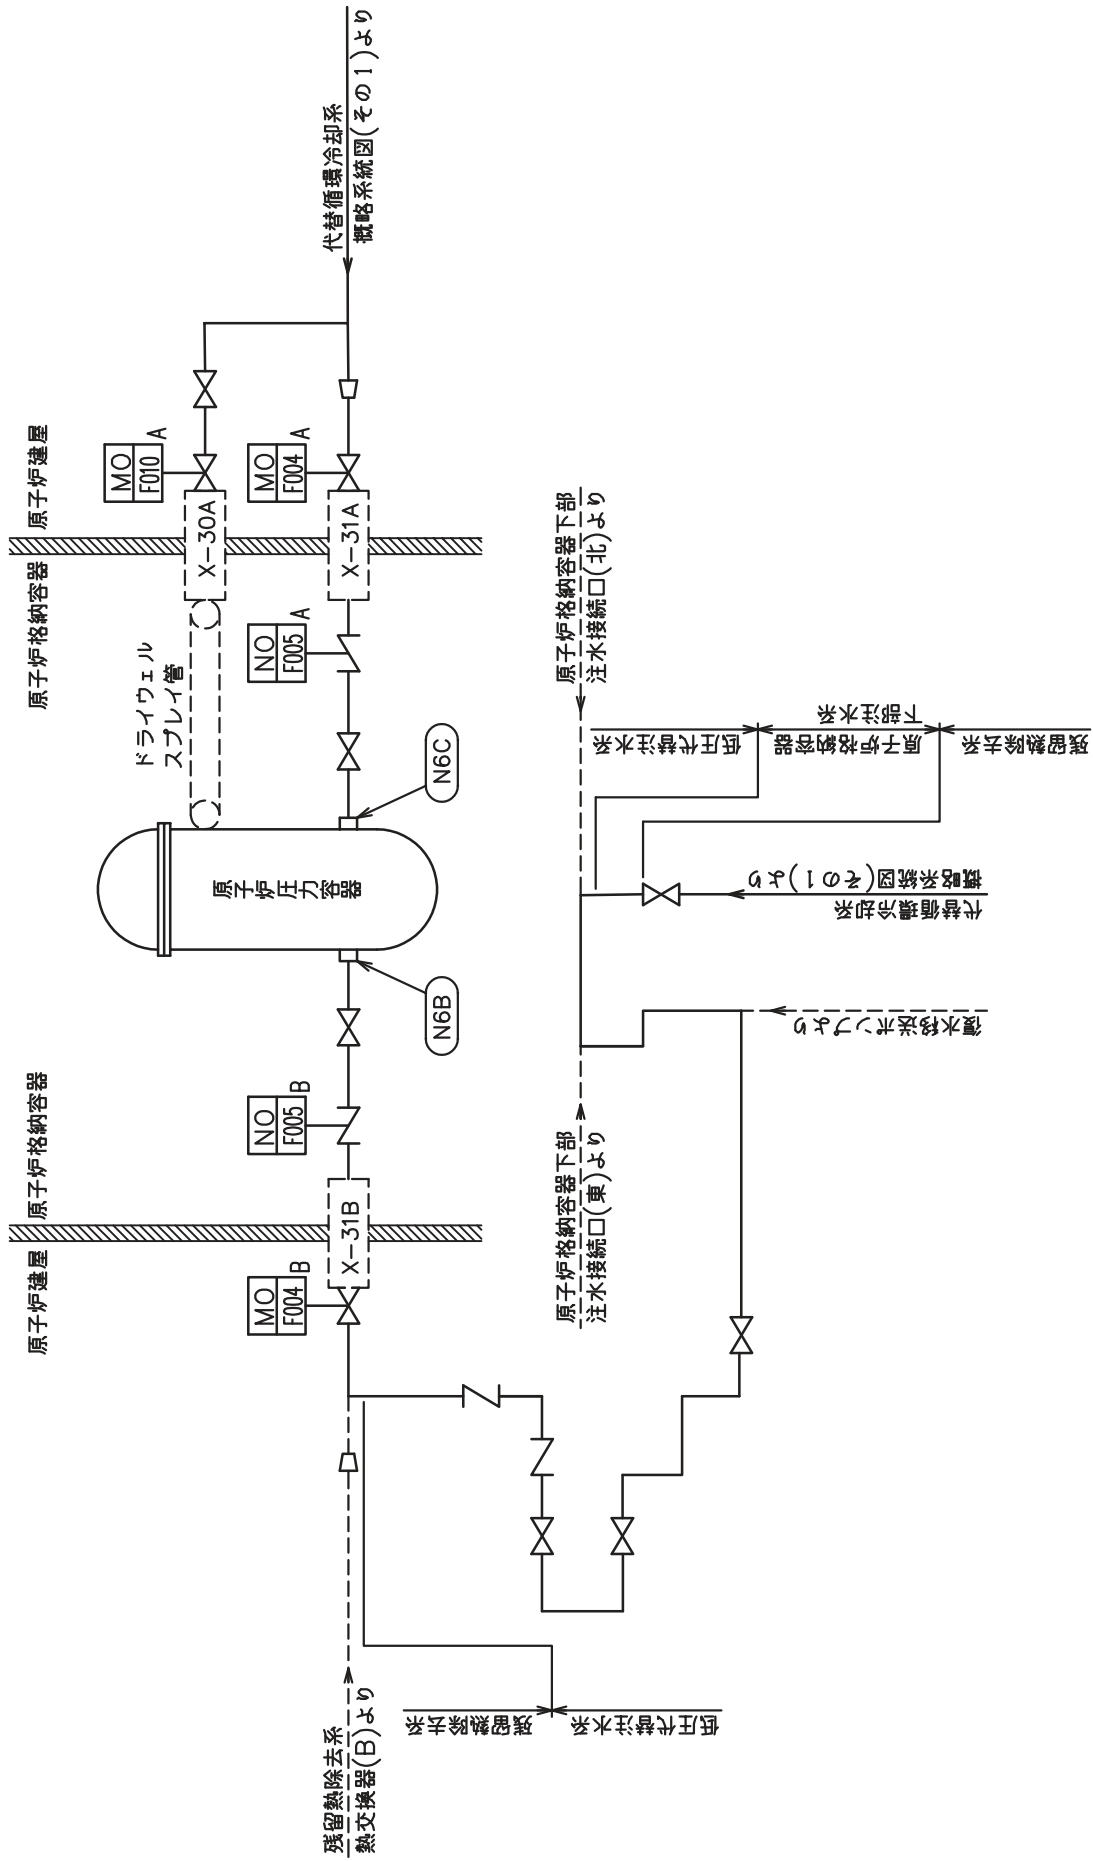 代替循環冷却系
概略系統図(その1)より
原子炉建屋
原子炉格納容器
MO
F010
A
MO
F004
A
X-30A
X-31A
NO
F005
A
ドライウェル
スプレイ管
N6C
原子炉圧力容器
N6B
原子炉格納容器
原子炉建屋
NO
F005
B
X-31B
MO
F004
B
残留熱除去系
熱交換器(B)より
原子炉格納容器下部
注水接続口(北)より
原子炉格納容器下部
注水接続口(東)より
低圧代替注水系
原子炉格納容器
下部注水系
残留熱除去系
概略系統図(その1)より
代替循環冷却系
復水移送ポンプより
残留熱除去系
低圧代替注水系